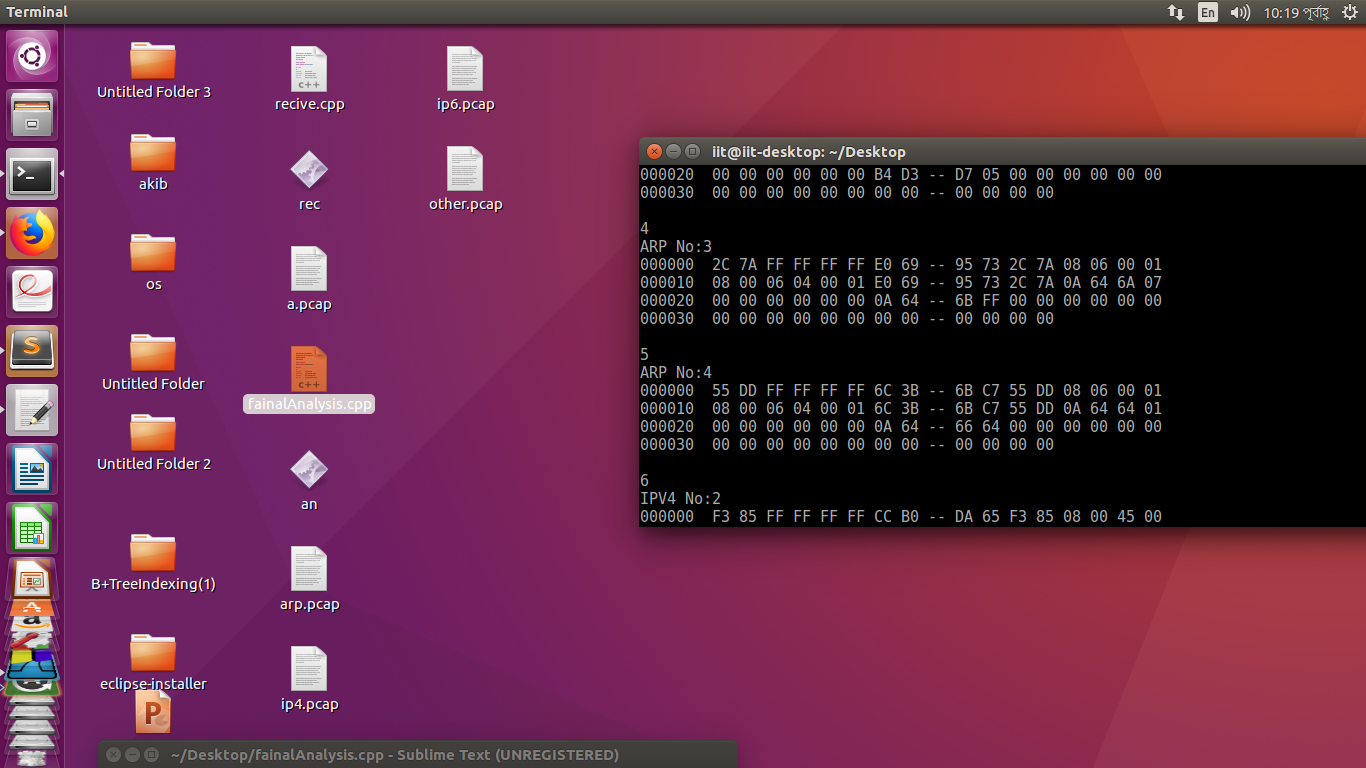 Terminal
En
10:19 পূর্বাহ্ণ
Untitled Folder 3
akib
os
Untitled Folder
Untitled Folder 2
B+TreeIndexing(1)
eclipse-installer
recive.cpp
rec
a.pcap
fainalAnalysis.cpp
an
arp.pcap
ip4.pcap
ip6.pcap
other.pcap
iit@iit-desktop: ~/Desktop
000020  00 00 00 00 00 00 B4 D3 -- D7 05 00 00 00 00 00 00
000030  00 00 00 00 00 00 00 00 -- 00 00 00 00
4
ARP No:3
000000  2C 7A FF FF FF FF E0 69 -- 95 73 2C 7A 08 06 00 01
000010  08 00 06 04 00 01 E0 69 -- 95 73 2C 7A 0A 64 6A 07
000020  00 00 00 00 00 00 0A 64 -- 6B FF 00 00 00 00 00 00
000030  00 00 00 00 00 00 00 00 -- 00 00 00 00
5
ARP No:4
000000  55 DD FF FF FF FF 6C 3B -- 6B C7 55 DD 08 06 00 01
000010  08 00 06 04 00 01 6C 3B -- 6B C7 55 DD 0A 64 64 01
000020  00 00 00 00 00 00 0A 64 -- 66 64 00 00 00 00 00 00
000030  00 00 00 00 00 00 00 00 -- 00 00 00 00
6
IPV4 No:2
000000  F3 85 FF FF FF FF CC B0 -- DA 65 F3 85 08 00 45 00
~/Desktop/fainalAnalysis.cpp - Sublime Text (UNREGISTERED)